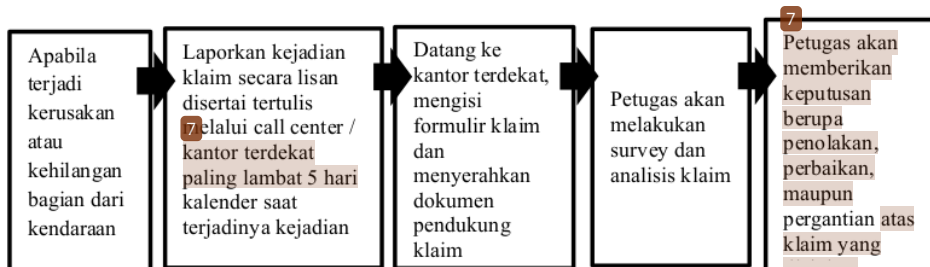 Apabila
terjadi
kerusakan
atau
kehilangan
bagian dari
kendaraan
Laporkan kejadian
klaim secara lisan
disertai tertulis
melalui call center /
7
kantor terdekat
paling lambat 5 hari
kalender saat
terjadinya kejadian
Datang ke
kantor terdekat,
mengisi
formulir klaim
dan
menyerahkan
dokumen
pendukung
klaim
Petugas akan
melakukan
survey dan
analisis klaim
7
Petugas akan
memberikan
keputusan
berupa
penolakan,
perbaikan,
maupun
pergantian atas
klaim yang